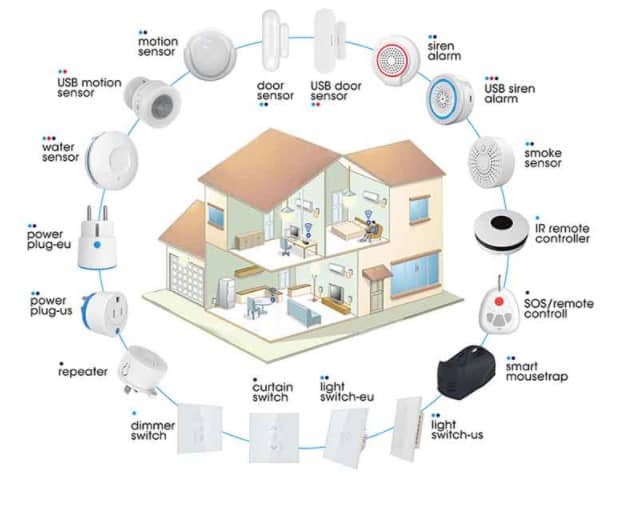 motion
sensor
siren
alarm
USB motion
sensor
door
sensor
USB door
sensor
USB siren
alarm
water
sensor
smoke
sensor
power
plug-eu
IR remote
controller
power
plug-us
SOS/remote
controll
repeater
smart
mousetrap
curtain
switch
light
switch-eu
dimmer
switch
light
switch-us